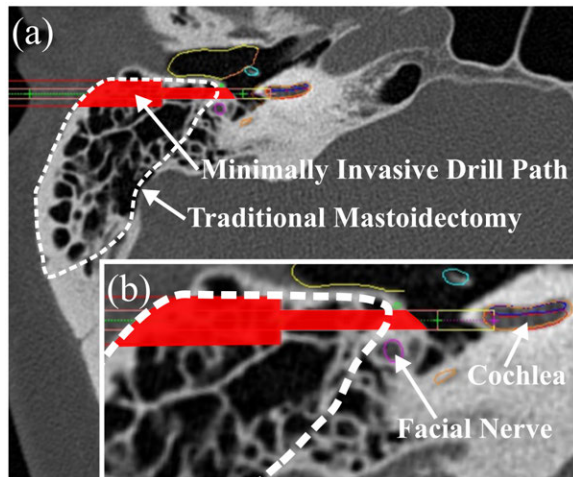 (a)
Minimally Invasive Drill Path
Traditional Mastoidectomy
(b)
Cochlea
Facial Nerve